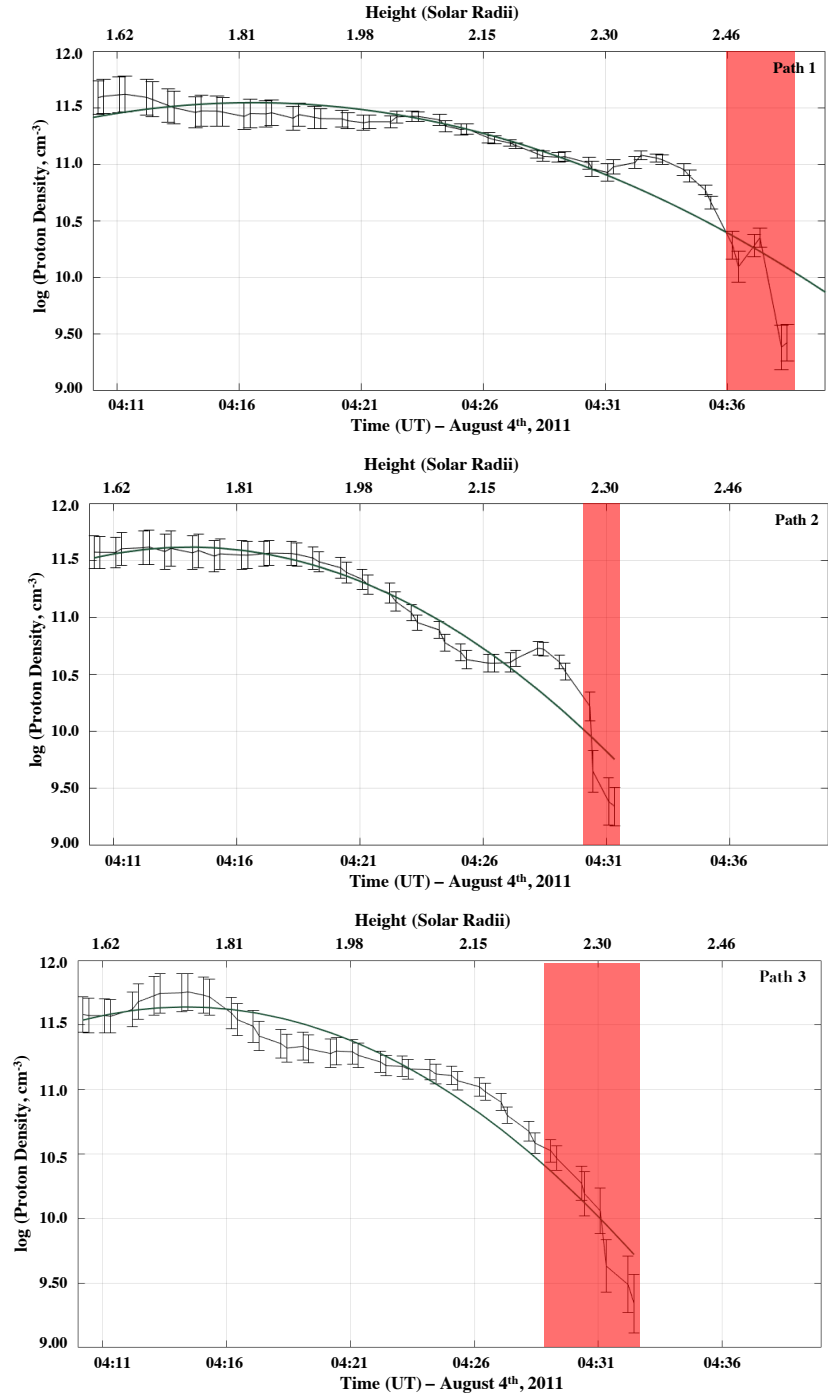 Height (Solar Radii)
1.62 1.81 1.98 2.15 2.30 2.46
Path 1
log (Proton Density, cm-3)
12.0
11.5
11.0
10.5
10.0
9.50
9.00
04:11 04:16 04:21 04:26 04:31 04:36
Time (UT) – August 4th, 2011
Height (Solar Radii)
1.62 1.81 1.98 2.15 2.30 2.46
Path 2
log (Proton Density, cm-3)
12.0
11.5
11.0
10.5
10.0
9.50
9.00
04:11 04:16 04:21 04:26 04:31 04:36
Time (UT) – August 4th, 2011
Height (Solar Radii)
1.62 1.81 1.98 2.15 2.30 2.46
Path 3
log (Proton Density, cm-3)
12.0
11.5
11.0
10.5
10.0
9.50
9.00
04:11 04:16 04:21 04:26 04:31 04:36
Time (UT) – August 4th, 2011